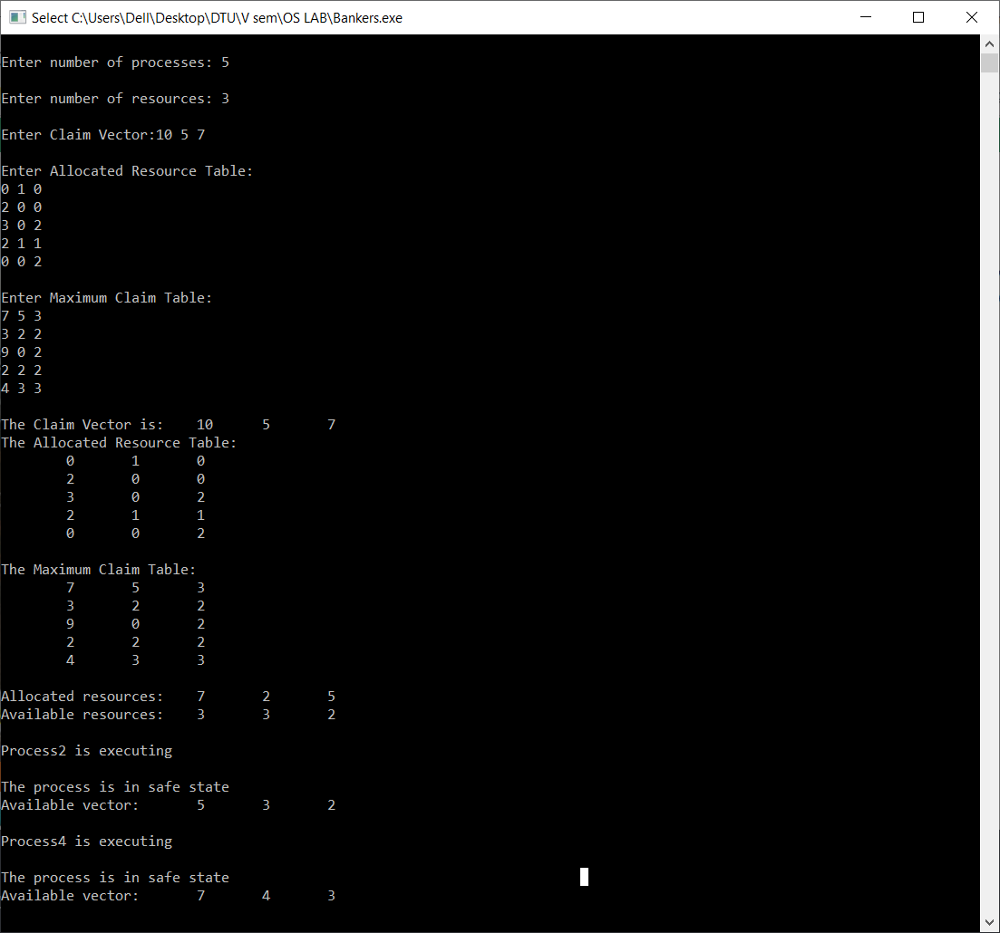 Select C:\Users\Dell\Desktop\DTU\V sem\OS LAB\Bankers.exe
Enter number of processes: 5
Enter number of resources: 3
Enter Claim Vector:10 5 7
Enter Allocated Resource Table:
0 1 0
2 0 0
3 0 2
2 1 1
0 0 2
Enter Maximum Claim Table:
7 5 3
3 2 2
9 0 2
2 2 2
4 3 3
The Claim Vector is:    10      5       7
The Allocated Resource Table:
        0       1       0
        2       0       0
        3       0       2
        2       1       1
        0       0       2
The Maximum Claim Table:
        7       5       3
        3       2       2
        9       0       2
        2       2       2
        4       3       3
Allocated resources:    7       2       5
Available resources:    3       3       2
Process2 is executing
The process is in safe state
Available vector:       5       3       2
Process4 is executing
The process is in safe state
Available vector:       7       4       3